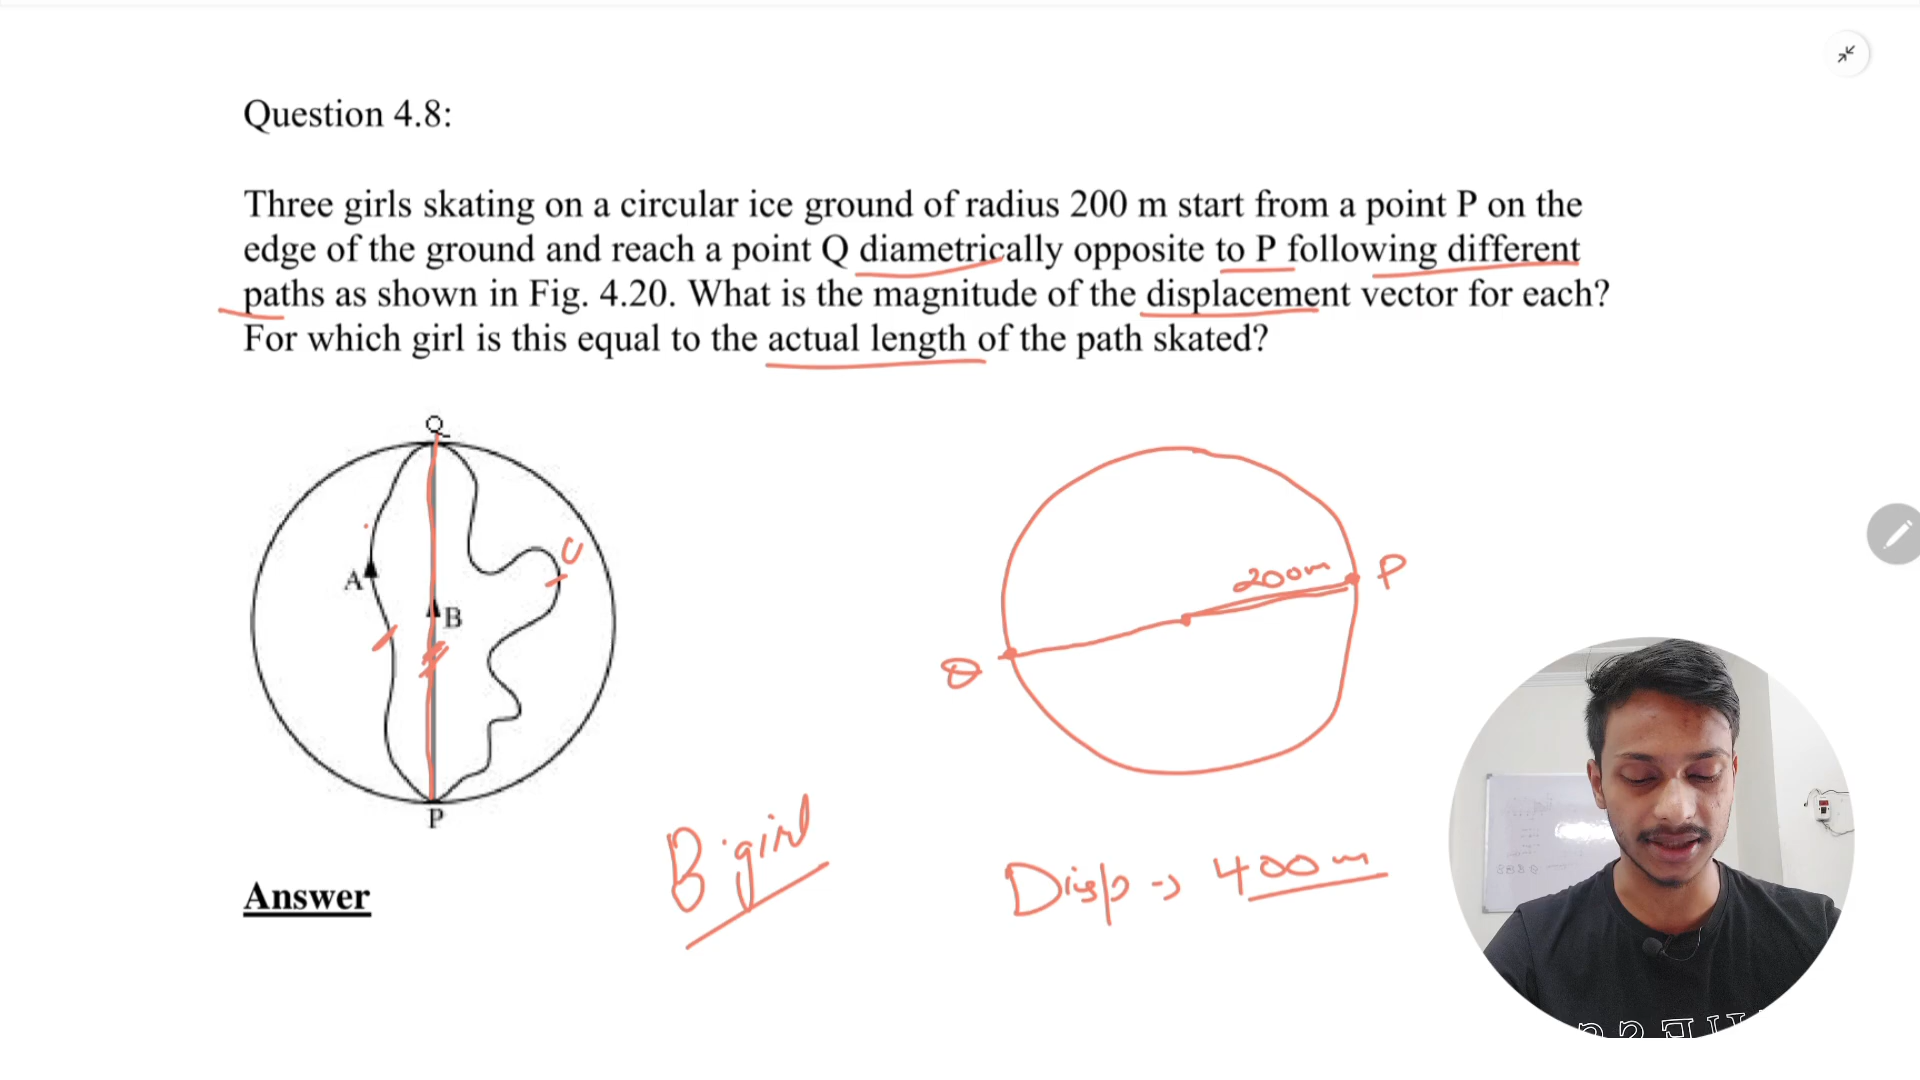 Question 4.8:
Three girls skating on a circular ice ground of radius 200 m start from a point P on the
edge of the ground and reach a point Q diametrically opposite to P following different
paths as shown in Fig. 4.20. What is the magnitude of the displacement vector for each?
For which girl is this equal to the actual length of the path skated?
Q
C
A
B
P
200m
P
Q
B girl
Disp → 400m
Answer